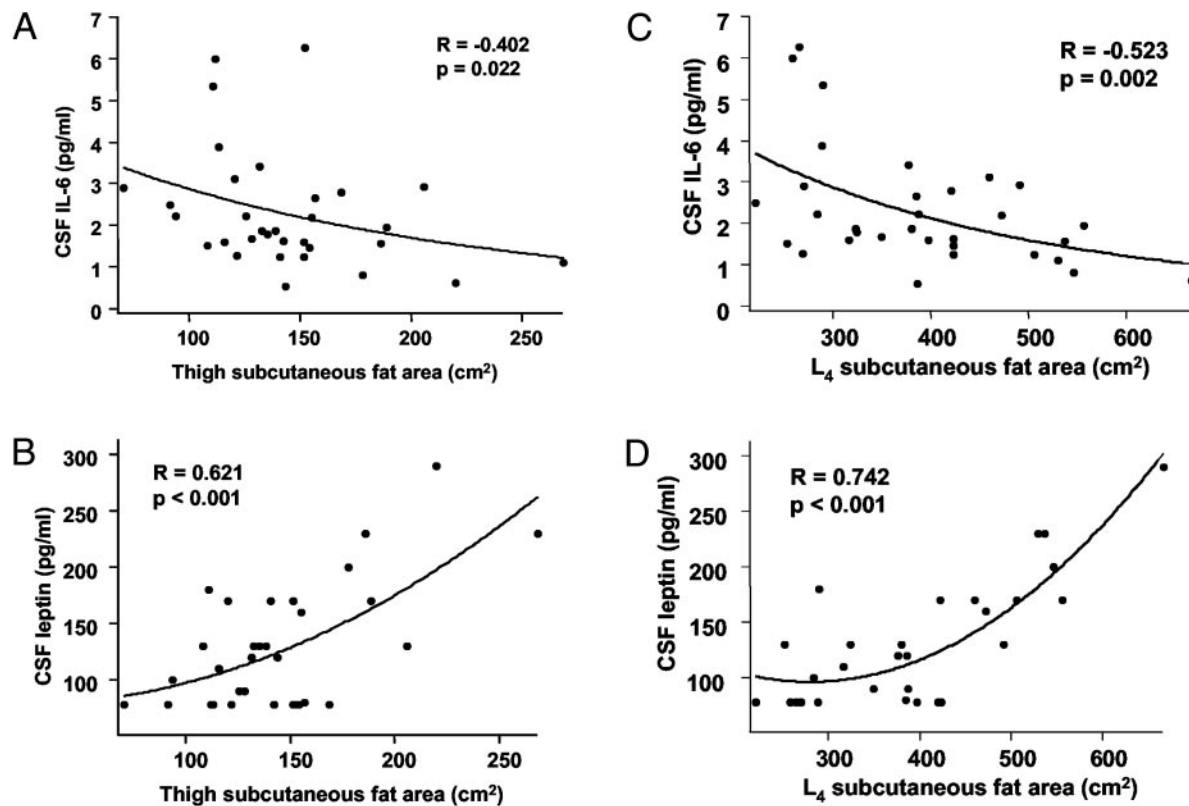 A
R = -0.402
p = 0.022
CSF IL-6 (pg/ml)
7
6
5
4
3
2
1
0
100
150
200
250
Thigh subcutaneous fat area (cm²)
C
R = -0.523
p = 0.002
CSF IL-6 (pg/ml)
7
6
5
4
3
2
1
0
300
400
500
600
L₄ subcutaneous fat area (cm²)
B
R = 0.621
p < 0.001
CSF leptin (pg/ml)
300
250
200
150
100
100
150
200
250
Thigh subcutaneous fat area (cm²)
D
R = 0.742
p < 0.001
CSF leptin (pg/ml)
300
250
200
150
100
300
400
500
600
L₄ subcutaneous fat area (cm²)